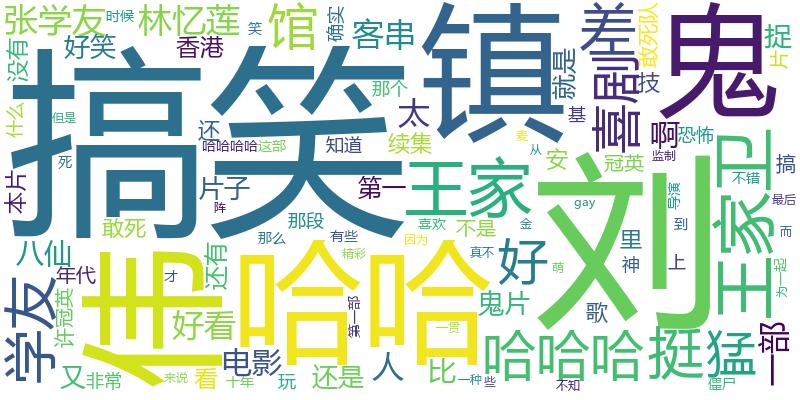 张学友
时候
林忆莲
笑
馆
确实
客串
镇
差
敢死队
鬼
捉
片
没有
好笑
香港
搞笑
喜剧
就是
技
什么
但是
还
那个
太
基
啊
恐怖
搞
死
哈哈哈哈
这部
知道
续集
麦
从
安
冠英
监制
本片
片子
第一
王家
刘
王家卫
不错
敢死
阵
那段
喜欢
不是
金
gay
导演
到
最后
八仙
伟
还有
那么
有些
因为
真不
好
里
神
上
而
学友
年代
许冠英
才
哈哈
精彩
萌
鬼片
歌
为一起
好看
第一部
一贯
哈哈哈
挺
猛
一部
又
非常
来说
看
电影
十年
玩
还是
人
比
一种
些
不知
僵尸